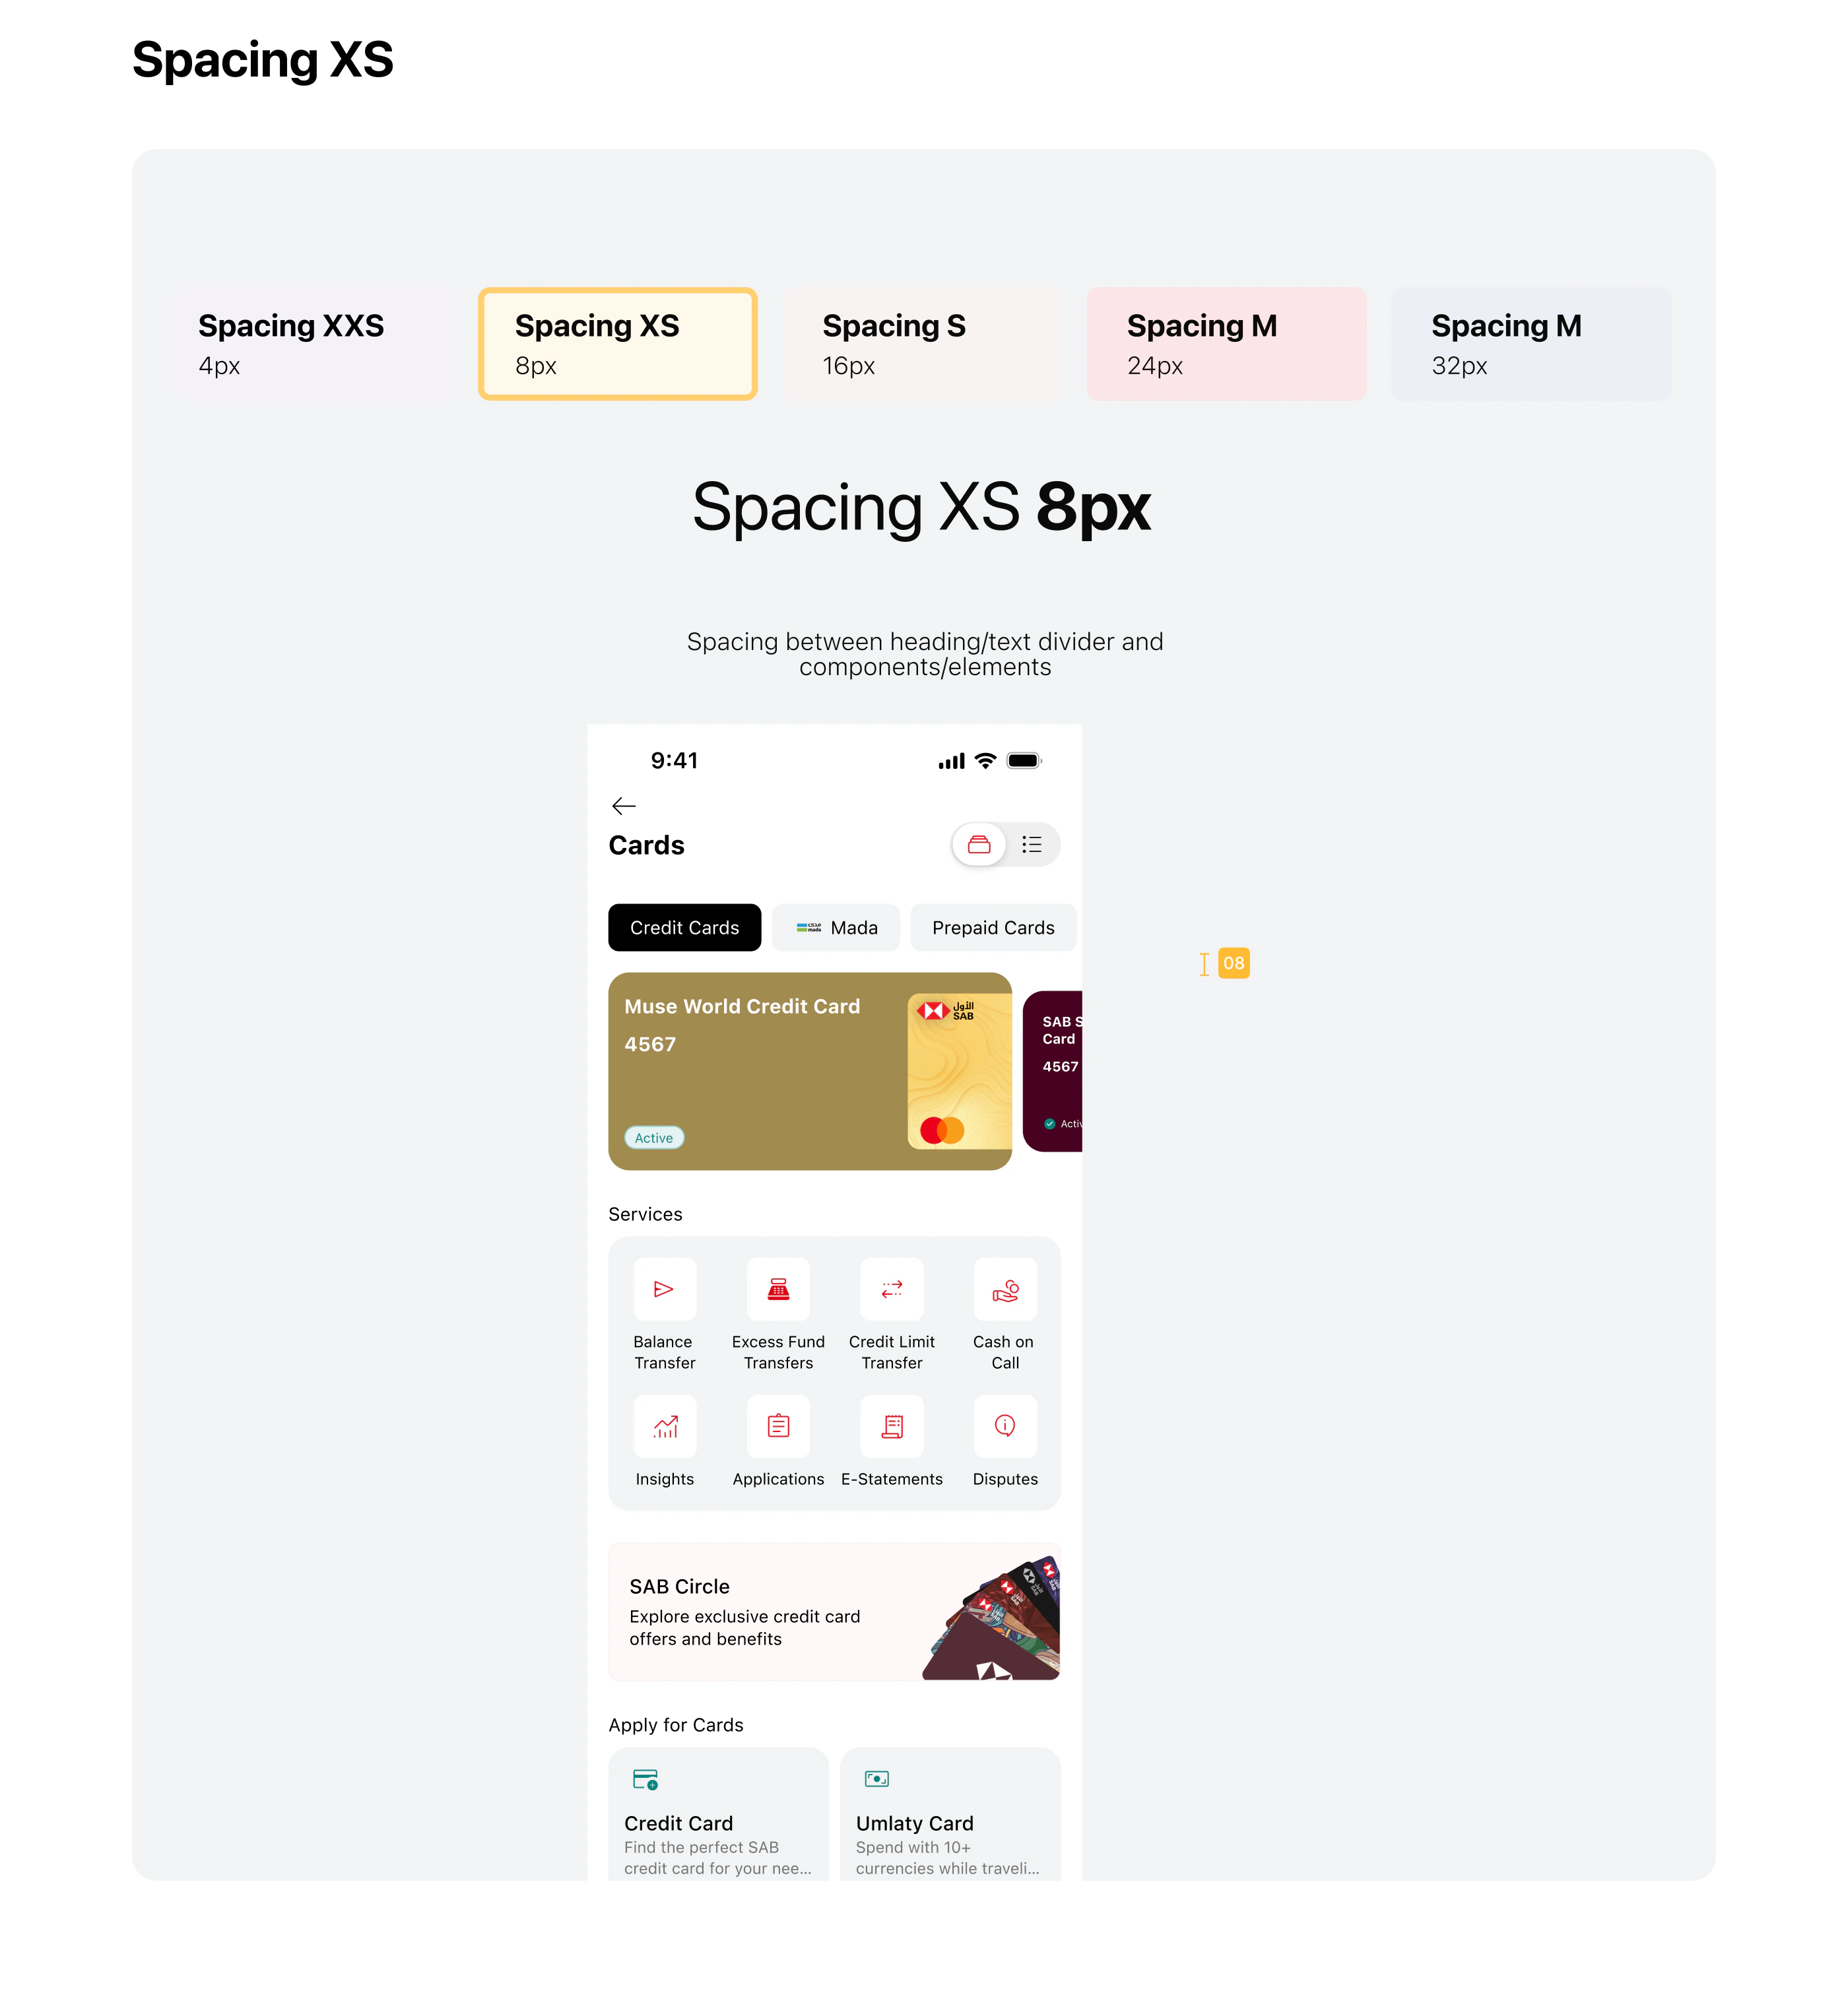 Spacing XS
Spacing XXS
4px
Spacing XS
8px
Spacing S
16px
Spacing M
24px
Spacing M
32px
Spacing XS 8px
Spacing between heading/text divider and
components/elements
9:41
Cards
Credit Cards
مدى
mada
Mada
Prepaid Cards
08
Muse World Credit Card
4567
Active
الأول
SAB
SAB S
Card
4567
Activ
Services
Balance
Transfer
Excess Fund
Transfers
Credit Limit
Transfer
Cash on
Call
Insights
Applications
E-Statements
Disputes
SAB Circle
Explore exclusive credit card
offers and benefits
Apply for Cards
Credit Card
Find the perfect SAB
credit card for your nee...
Umlaty Card
Spend with 10+
currencies while traveli...